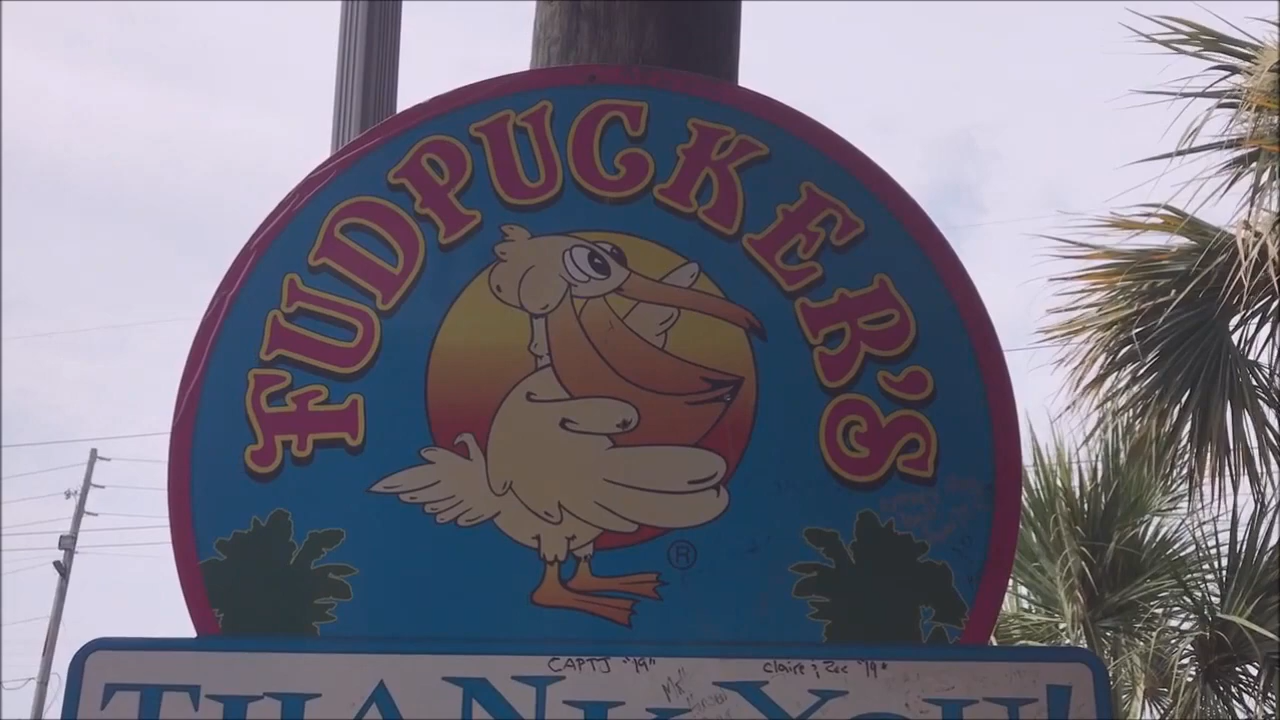 FUDPUCKER'S
®
CAPTJ "19"
Claire & Zac "19"
THANK YOU!